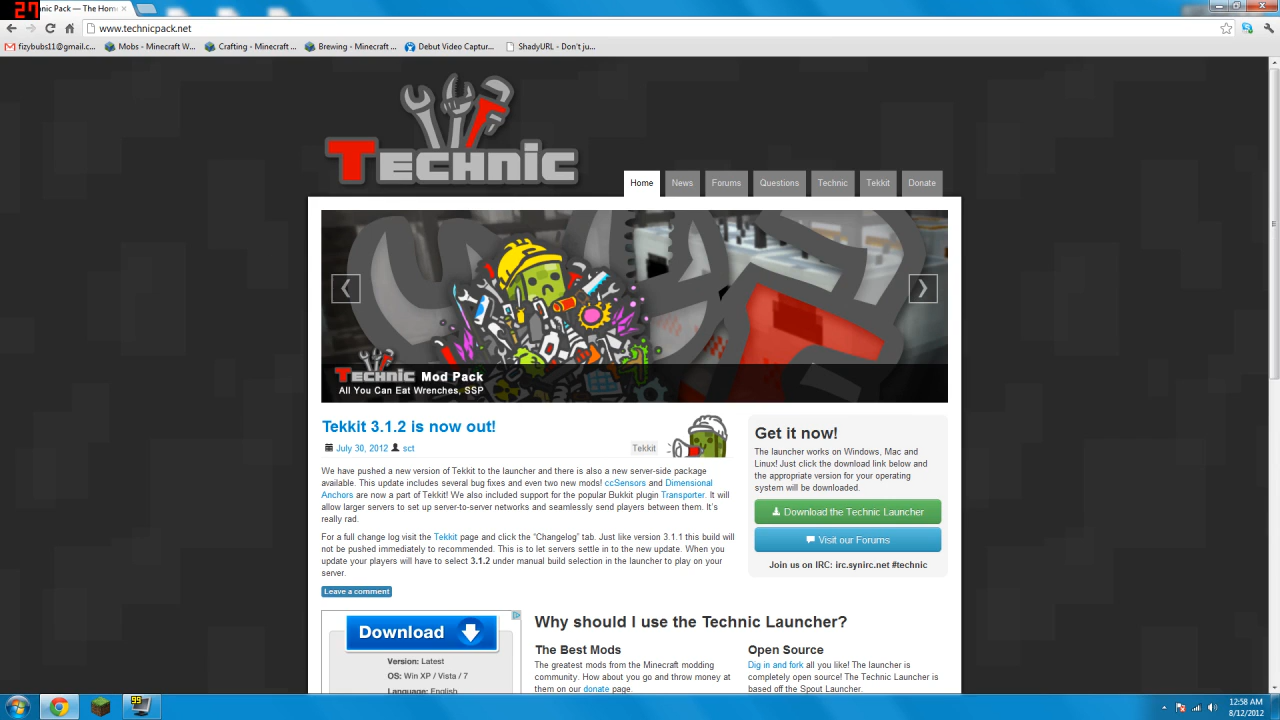 27
nic Pack — The Hom
www.technicpack.net
fizybubs11@gmail.c...
Mobs - Minecraft W...
Crafting - Minecraft ...
Brewing - Minecraft ...
Debut Video Captur...
ShadyURL - Don't ju...
TECHNIC
Home
News
Forums
Questions
Technic
Tekkit
Donate
TECHNIC Mod Pack
All You Can Eat Wrenches, SSP
Tekkit 3.1.2 is now out!
July 30, 2012 sct
Tekkit
We have pushed a new version of Tekkit to the launcher and there is also a new server-side package
available. This update includes several bug fixes and even two new mods! ccSensors and Dimensional
Anchors are now a part of Tekkit! We also included support for the popular Bukkit plugin Transporter. It will
allow larger servers to set up server-to-server networks and seamlessly send players between them. It's
really rad.
For a full change log visit the Tekkit page and click the "Changelog" tab. Just like version 3.1.1 this build will
not be pushed immediately to recommended. This is to let servers settle in to the new update. When you
update your players will have to select 3.1.2 under manual build selection in the launcher to play on your
server.
Leave a comment
Get it now!
The launcher works on Windows, Mac and
Linux! Just click the download link below and
the appropriate version for your operating
system will be downloaded.
Download the Technic Launcher
Visit our Forums
Join us on IRC: irc.synirc.net #technic
Download
Version: Latest
OS: Win XP / Vista / 7
Language: English
Why should I use the Technic Launcher?
The Best Mods
The greatest mods from the Minecraft modding
community. How about you go and throw money at
them on our donate page.
Open Source
Dig in and fork all you like! The launcher is
completely open source! The Technic Launcher is
based off the Spout Launcher.
99
12:58 AM
8/12/2012